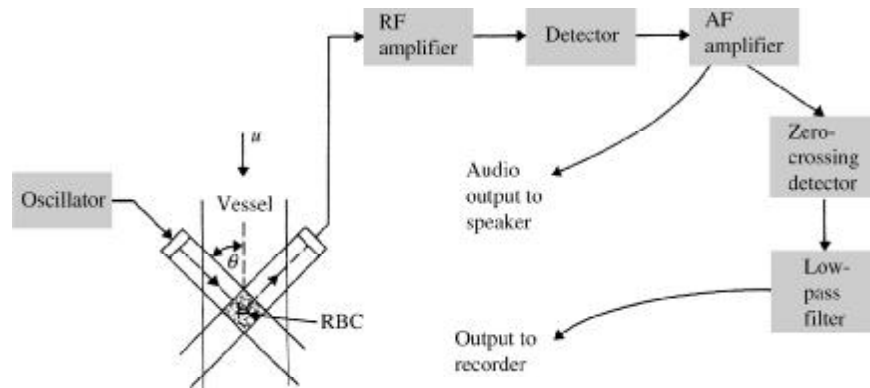 RF
amplifier
Detector
AF
amplifier
Zero-
crossing
detector
Low-
pass
filter
Audio
output to
speaker
Output to
recorder
Oscillator
u
Vessel
θ
RBC